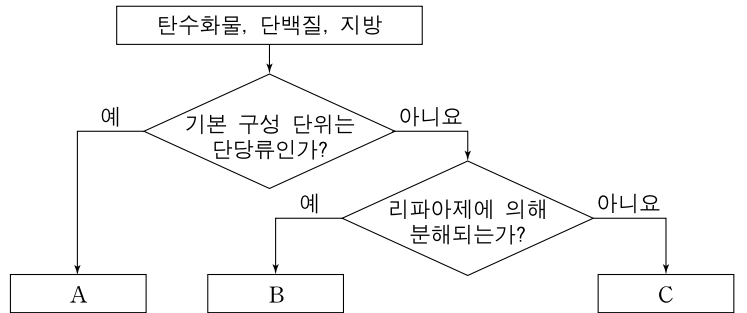 탄수화물, 단백질, 지방
예
아니요
기본 구성 단위는
단당류인가?
예
아니요
리파아제에 의해
분해되는가?
A
B
C